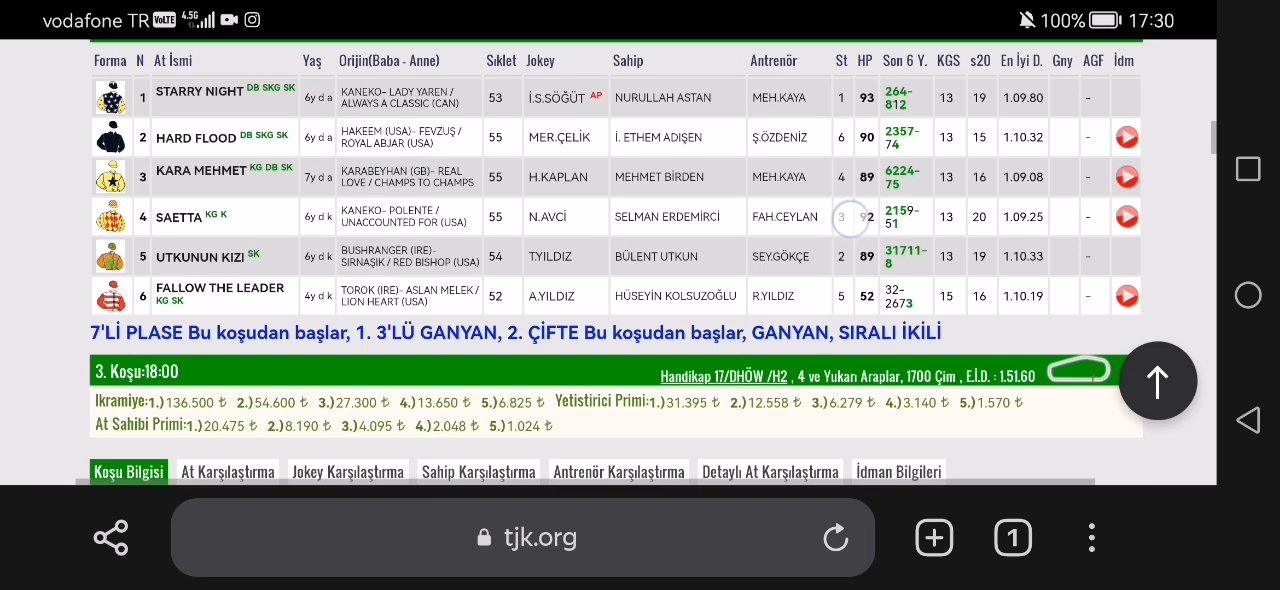 vodafone TR VoLTE 4.5G 100% 17:30
Forma N At İsmi Yaş Orijin(Baba - Anne) Sıklet Jokey Sahip Antrenör St HP Son 6 Y. KGS s20 En İyi D. Gny AGF İdm
1 STARRY NIGHT DB SKG SK 6y d a KANEKO- LADY YAREN / ALWAYS A CLASSIC (CAN) 53 İ.S.SÖĞÜT AP NURULLAH ASTAN MEH.KAYA 1 93 264-812 13 19 1.09.80 -
2 HARD FLOOD DB SKG SK 6y d a HAKEEM (USA)- FEVZUŞ / ROYAL ABJAR (USA) 55 MER.ÇELİK İ. ETHEM ADIŞEN Ş.ÖZDENİZ 6 90 2357-74 13 15 1.10.32 -
3 KARA MEHMET KG DB SK 7y d a KARABEYHAN (GB)- REAL LOVE / CHAMPS TO CHAMPS 55 H.KAPLAN MEHMET BİRDEN MEH.KAYA 4 89 6224-75 13 16 1.09.08 -
4 SAETTA KG K 6y d k KANEKO- POLENTE / UNACCOUNTED FOR (USA) 55 N.AVCİ SELMAN ERDEMİRCİ FAH.CEYLAN 3 92 2159-51 13 20 1.09.25 -
5 UTKUNUN KIZI SK 6y d k BUSHRANGER (IRE)- SIRNAŞIK / RED BISHOP (USA) 54 T.YILDIZ BÜLENT UTKUN SEY.GÖKÇE 2 89 31711-8 13 19 1.10.33 -
6 FALLOW THE LEADER KG SK 4y d k TOROK (IRE)- ASLAN MELEK / LION HEART (USA) 52 A.YILDIZ HÜSEYİN KOLSUZOĞLU R.YILDIZ 5 52 32-2673 15 16 1.10.19 -
7'Lİ PLASE Bu koşudan başlar, 1. 3'LÜ GANYAN, 2. ÇİFTE Bu koşudan başlar, GANYAN, SIRALI İKİLİ
3. Koşu:18:00 Handikap 17/DHÖW /H2 , 4 ve Yukarı Araplar, 1700 Çim , E.İ.D. : 1.51.60
Ikramiye:1.)136.500 ₺ 2.)54.600 ₺ 3.)27.300 ₺ 4.)13.650 ₺ 5.)6.825 ₺ Yetistirici Primi:1.)31.395 ₺ 2.)12.558 ₺ 3.)6.279 ₺ 4.)3.140 ₺ 5.)1.570 ₺
At Sahibi Primi:1.)20.475 ₺ 2.)8.190 ₺ 3.)4.095 ₺ 4.)2.048 ₺ 5.)1.024 ₺
Koşu Bilgisi At Karşılaştırma Jokey Karşılaştırma Sahip Karşılaştırma Antrenör Karşılaştırma Detaylı At Karşılaştırma İdman Bilgileri
tjk.org 1